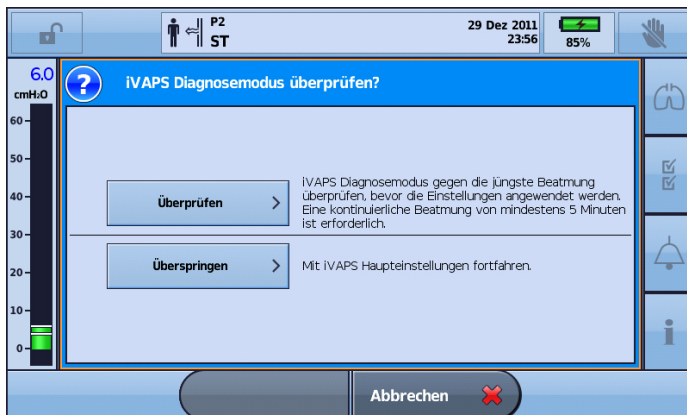 P2
ST
29 Dez 2011
23:56
85%
6.0
cmH₂O
60
50
40
30
20
10
0
iVAPS Diagnosemodus überprüfen?
Überprüfen
iVAPS Diagnosemodus gegen die jüngste Beatmung
überprüfen, bevor die Einstellungen angewendet werden.
Eine kontinuierliche Beatmung von mindestens 5 Minuten
ist erforderlich.
Überspringen
Mit iVAPS Haupteinstellungen fortfahren.
Abbrechen